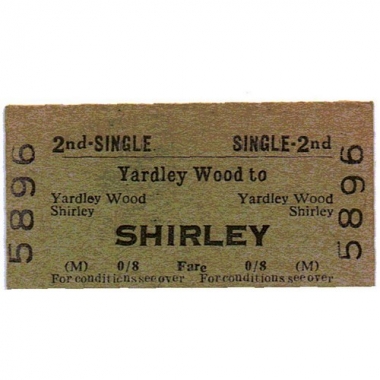 2nd-SINGLE SINGLE-2nd
Yardley Wood to
Yardley Wood Yardley Wood
Shirley Shirley
SHIRLEY
(M) 0/8 Fare 0/8 (M)
For conditions see over For conditions see over
5896
5896